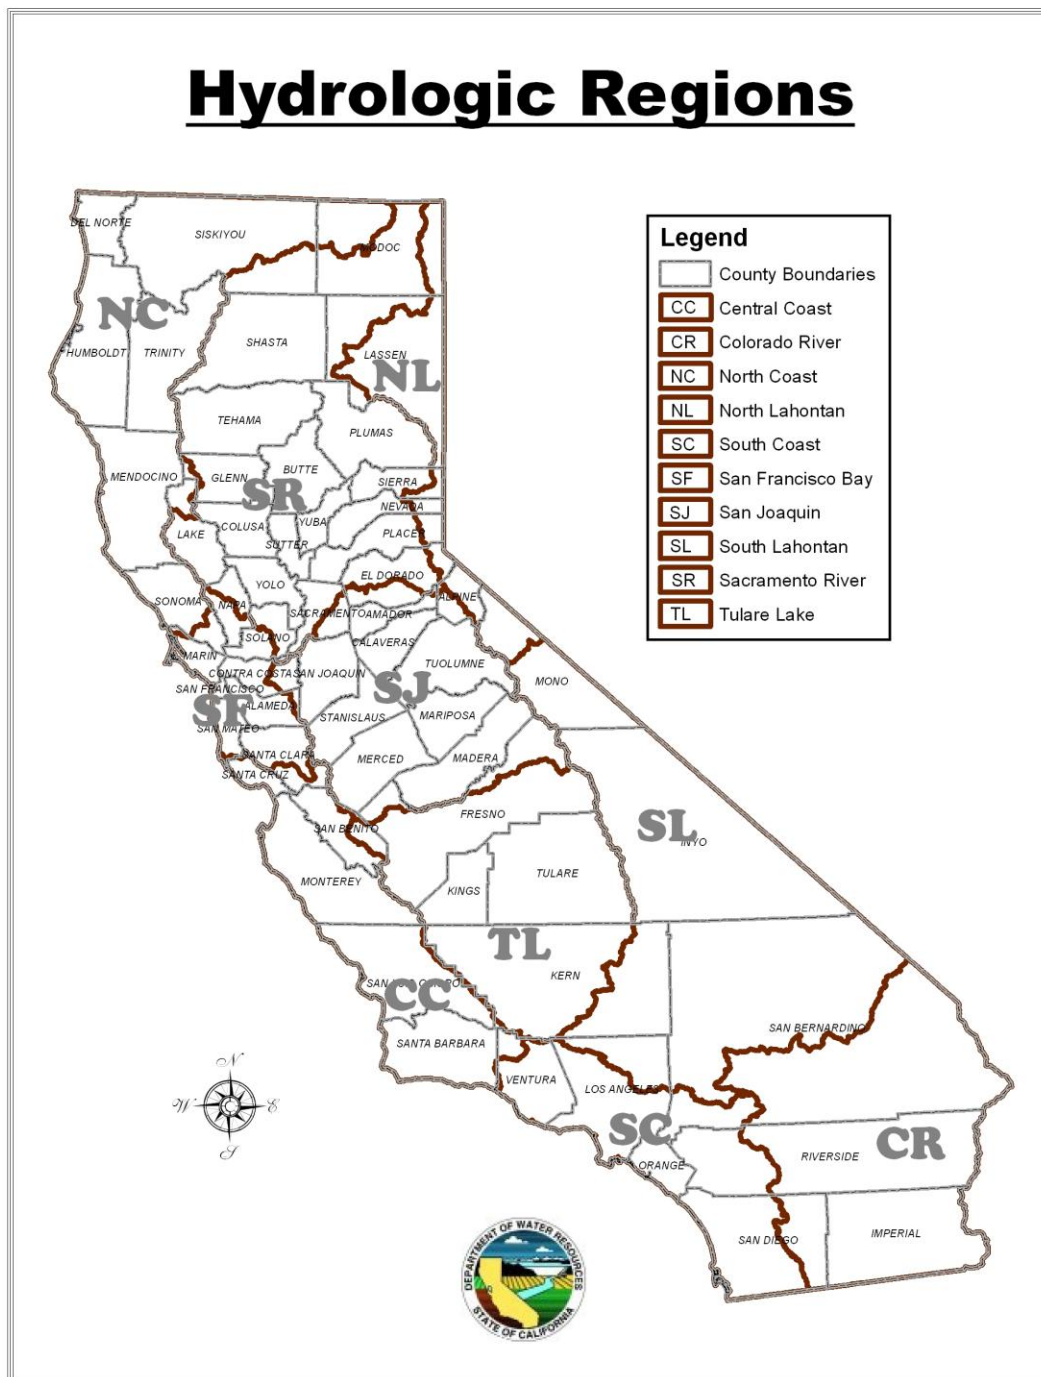 Hydrologic Regions
Legend
County Boundaries
CC Central Coast
CR Colorado River
NC North Coast
NL North Lahontan
SC South Coast
SF San Francisco Bay
SJ San Joaquin
SL South Lahontan
SR Sacramento River
TL Tulare Lake
DEL NORTE
SISKIYOU
MODOC
NC
HUMBOLDT
TRINITY
SHASTA
LASSEN
NL
TEHAMA
PLUMAS
MENDOCINO
GLENN
BUTTE
SIERRA
SR
NEVADA
COLUSA
YUBA
LAKE
SUTTER
PLACER
YOLO
EL DORADO
SONOMA
NAPA
ALPINE
SACRAMENTO
AMADOR
SOLANO
CALAVERAS
MARIN
TUOLUMNE
CONTRA COSTA
SAN JOAQUIN
MONO
SAN FRANCISCO
SJ
SF
ALAMEDA
STANISLAUS
MARIPOSA
SAN MATEO
SANTA CLARA
MERCED
MADERA
SANTA CRUZ
FRESNO
SAN BENITO
SL
INYO
MONTEREY
KINGS
TULARE
TL
KERN
SAN LUIS OBISPO
CC
SAN BERNARDINO
SANTA BARBARA
VENTURA
LOS ANGELES
SC
CR
ORANGE
RIVERSIDE
SAN DIEGO
IMPERIAL
N
W E
S
DEPARTMENT OF WATER RESOURCES
STATE OF CALIFORNIA